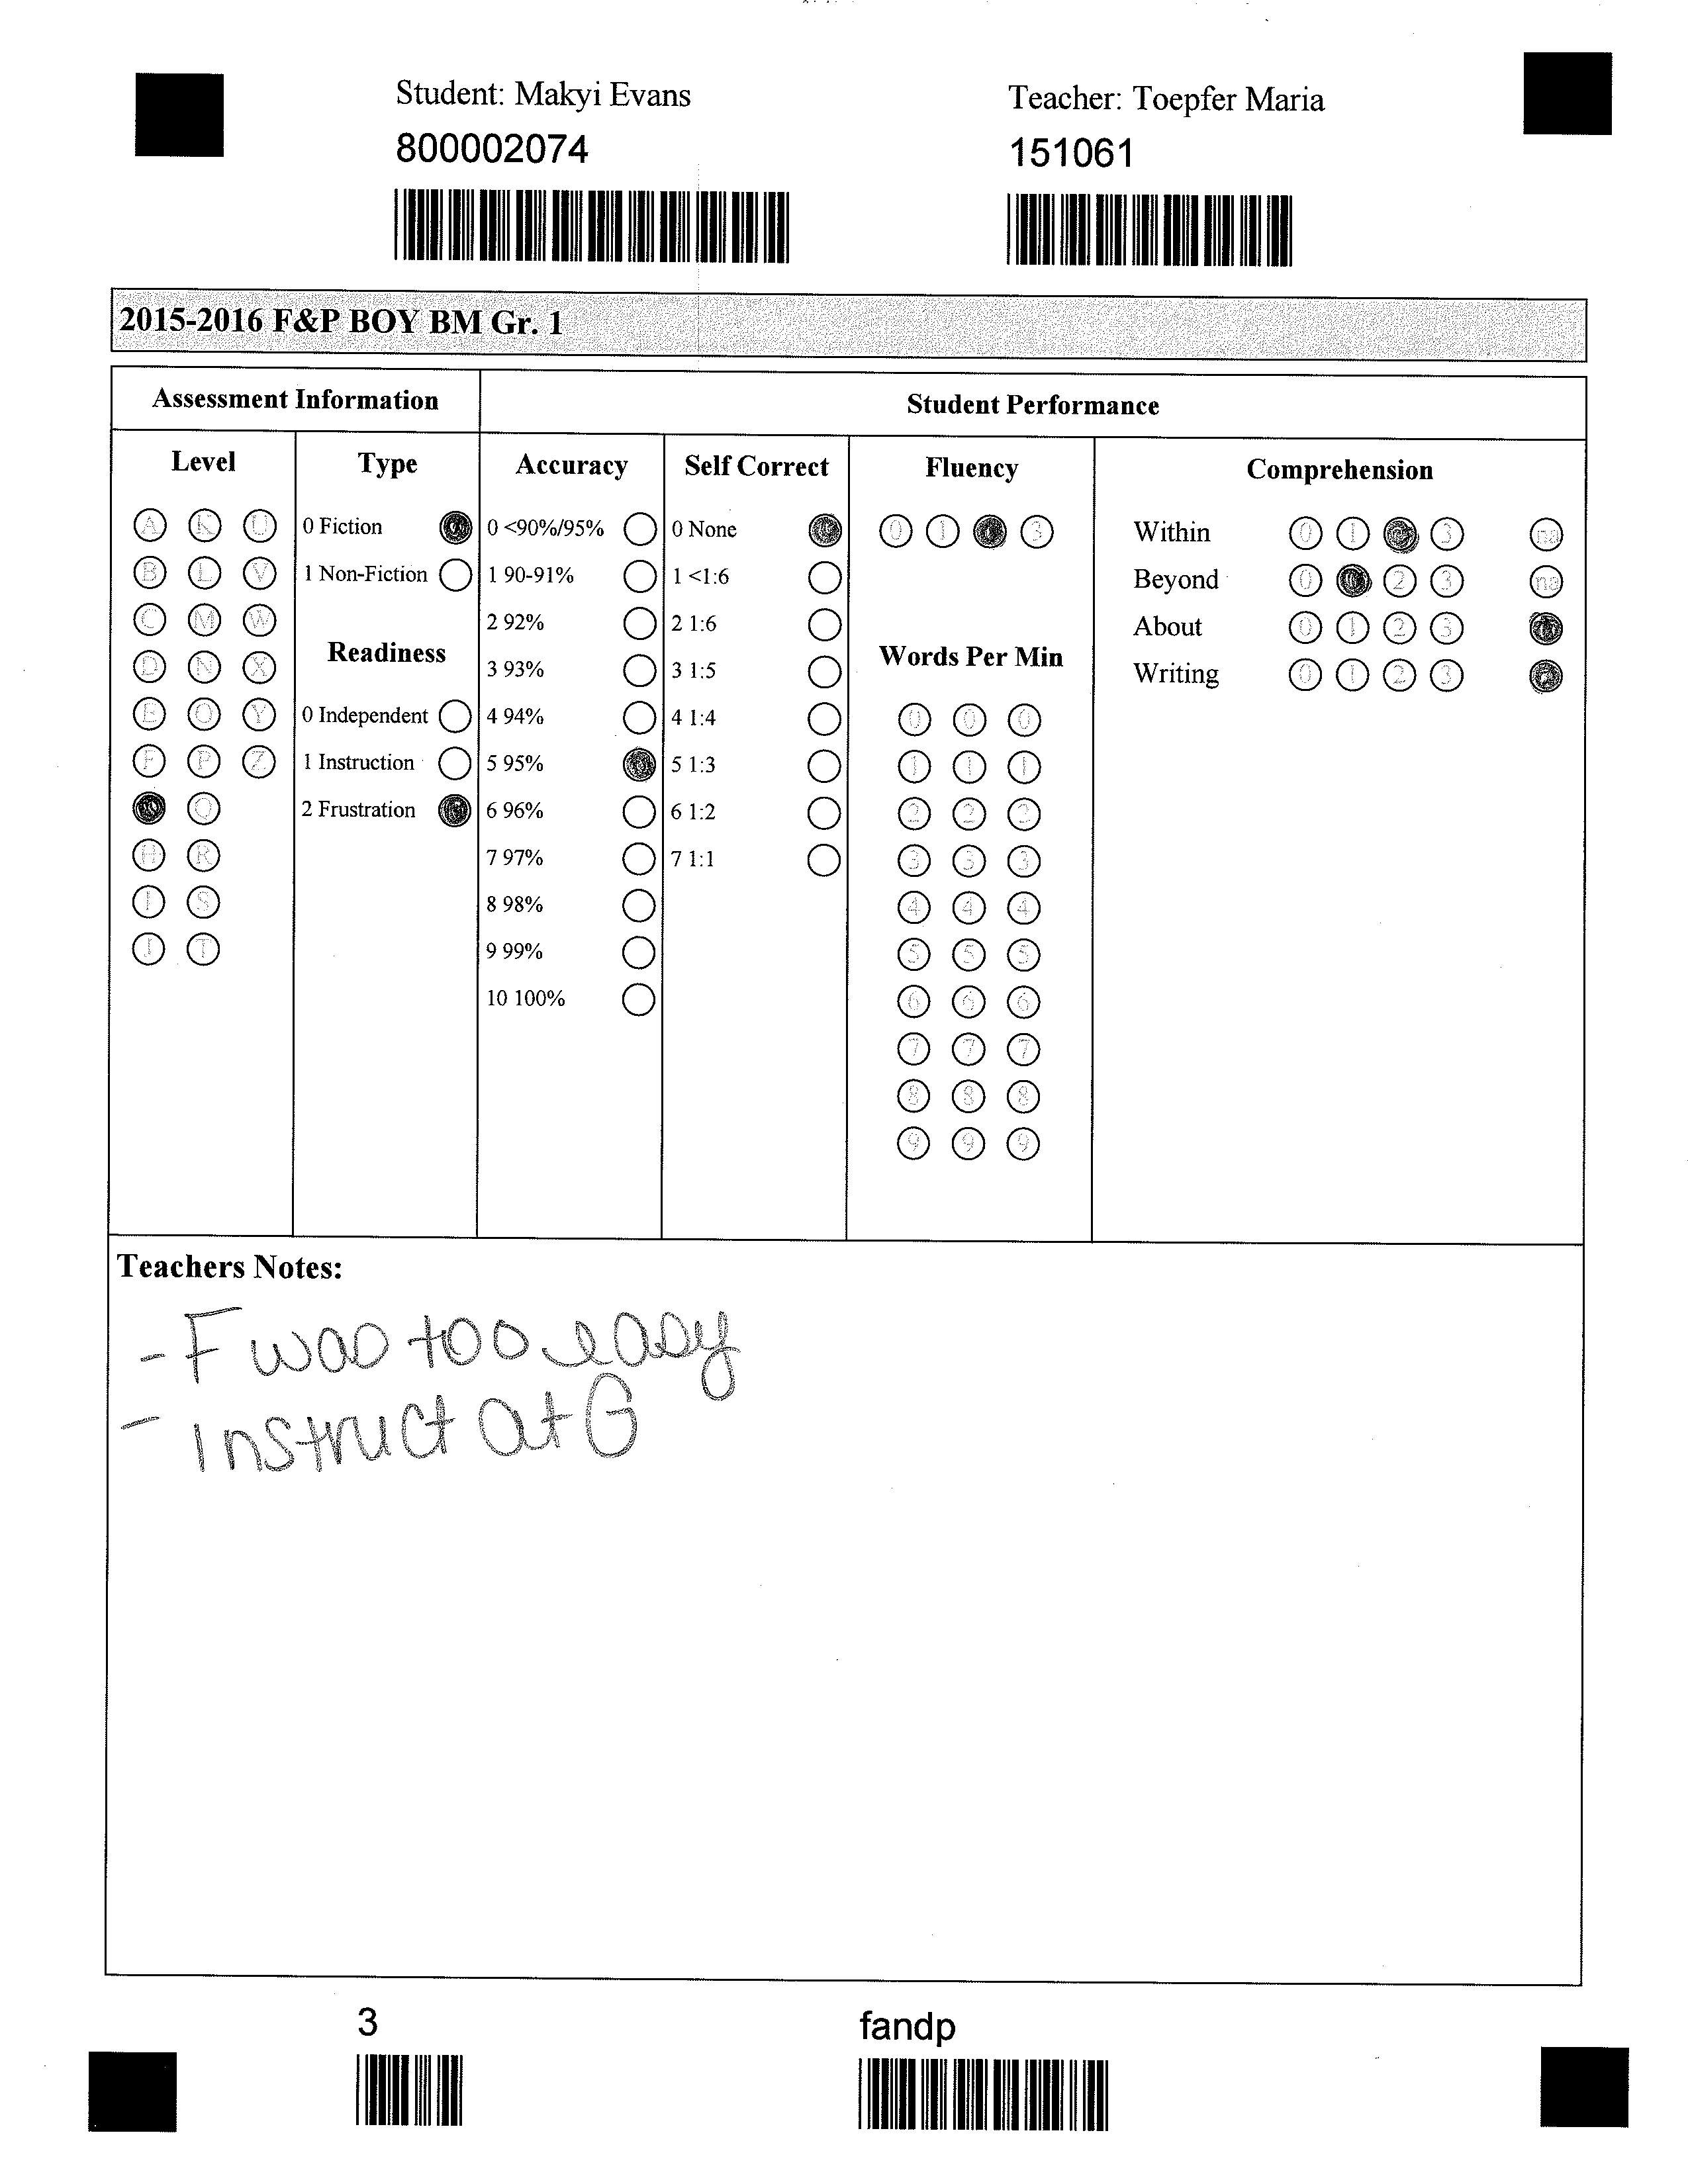 Student: Makyi Evans Teacher: Toepfer Maria
800002074 151061
2015-2016 F&P BOY BM Gr. 1
Assessment Information Student Performance
Level Type Accuracy Self Correct Fluency Comprehension
A K U 0 Fiction 0 <90%/95% 0 None 0 1 3 Within 0 1 3 na
B L V 1 Non-Fiction 1 90-91% 1 <1:6 Beyond 0 2 3 na
C M W 2 92% 2 1:6 About 0 1 2 3
D N X Readiness 3 93% 3 1:5 Words Per Min Writing 0 1 2 3
E O Y 0 Independent 4 94% 4 1:4 0 0 0
F P Z 1 Instruction 5 95% 5 1:3 1 1 1
Q 2 Frustration 6 96% 6 1:2 2 2 2
H R 7 97% 7 1:1 3 3 3
I S 8 98% 4 4 4
J T 9 99% 5 5 5
10 100% 6 6 6
7 7 7
8 8 8
9 9 9
Teachers Notes:
- F was too easy
- instruct at G
3 fandp